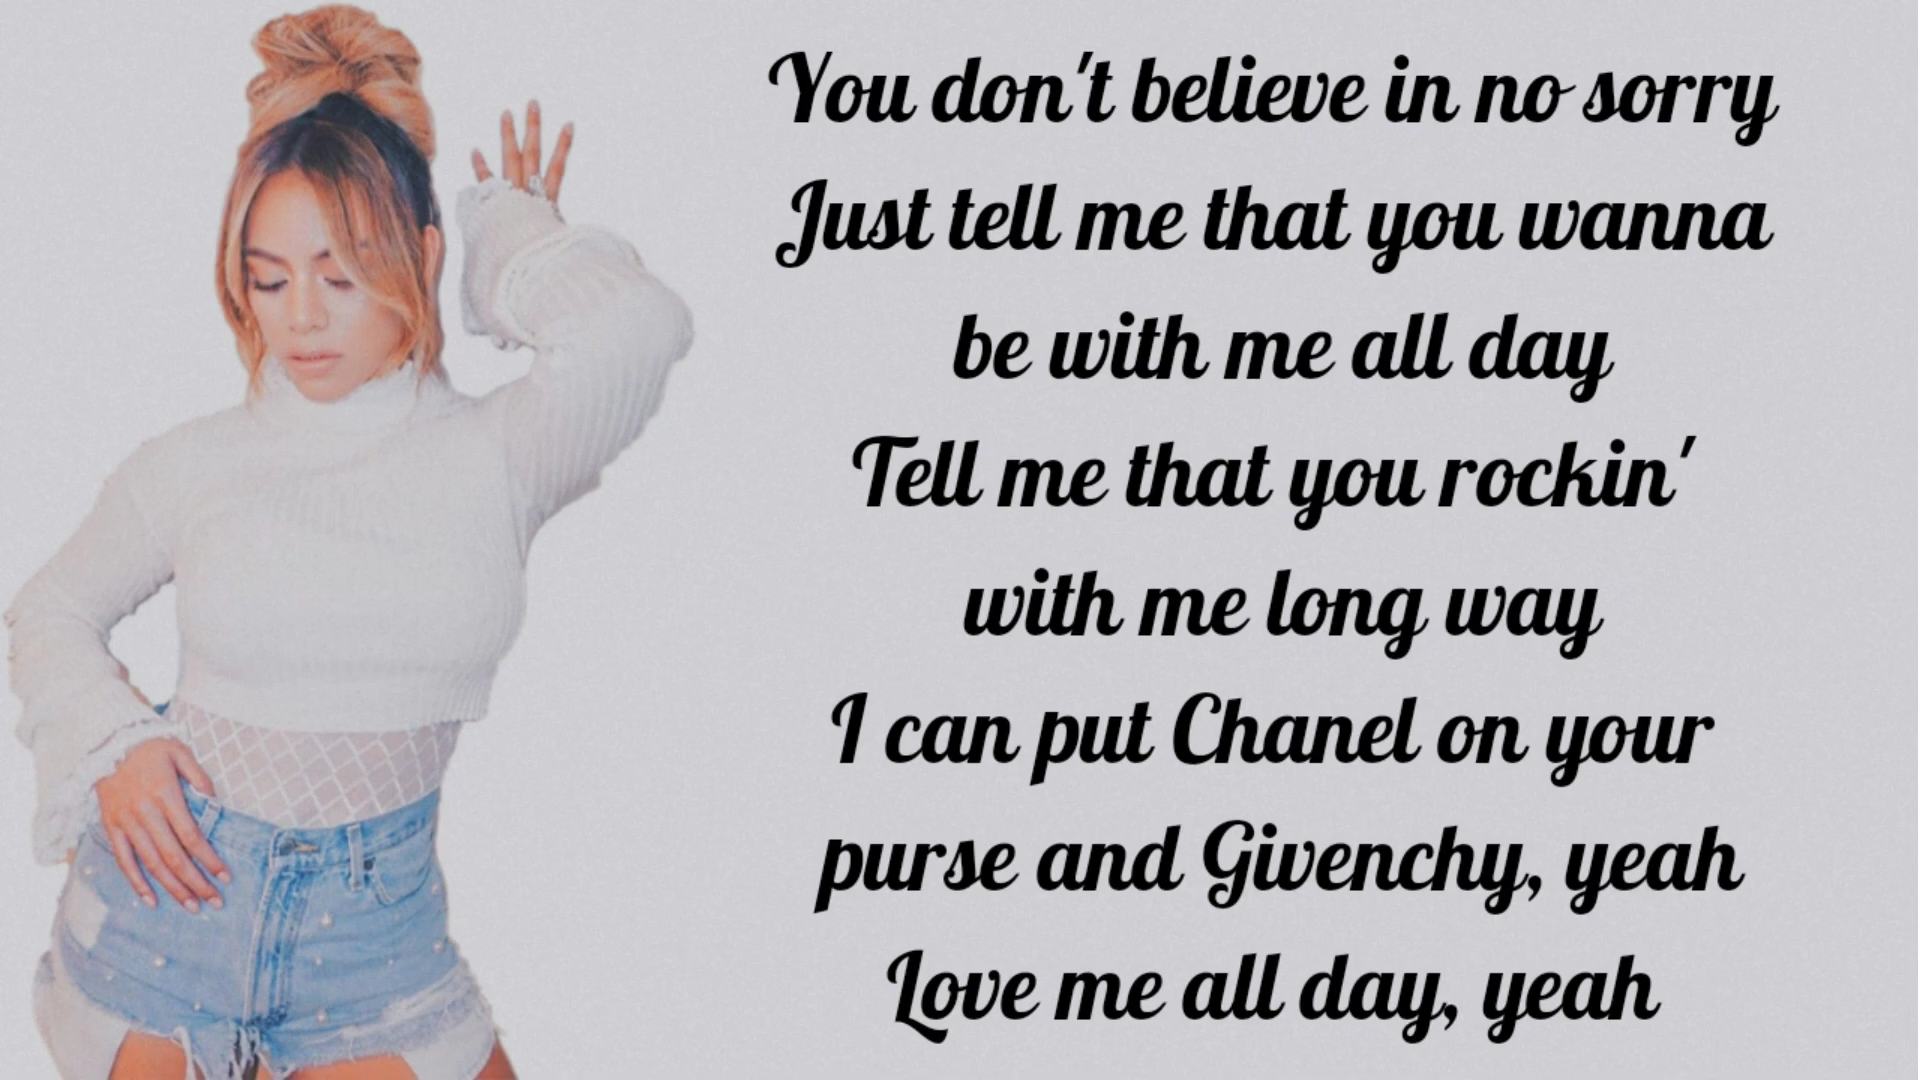 You don't believe in no sorry
Just tell me that you wanna
be with me all day
Tell me that you rockin'
with me long way
I can put Chanel on your
purse and Givenchy, yeah
Love me all day, yeah